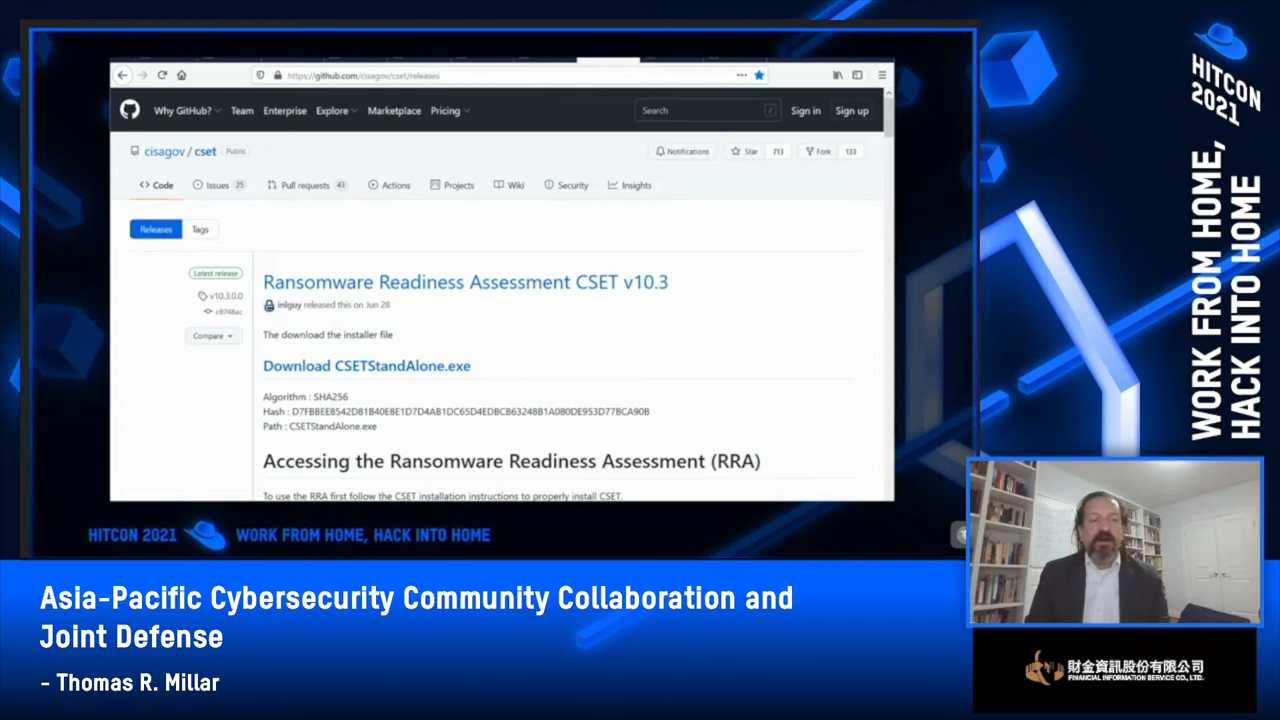 https://github.com/cisagov/cset/releases
Why GitHub? Team Enterprise Explore Marketplace Pricing
Search /
Sign in Sign up
cisagov / cset Public
Notifications Star 713 Fork 133
Code Issues 25 Pull requests 43 Actions Projects Wiki Security Insights
Releases Tags
Latest release
v10.3.0.0
c0748ac
Compare
Ransomware Readiness Assessment CSET v10.3
inlguy released this on Jun 28
The download the installer file
Download CSETStandAlone.exe
Algorithm : SHA256
Hash : D7FB8EE8542D81B40E8E1D7D4AB1DC65D4EDBCB63248B1A080DE953D77BCA90B
Path : CSETStandAlone.exe
Accessing the Ransomware Readiness Assessment (RRA)
To use the RRA first follow the CSET installation instructions to properly install CSET.
HITCON 2021 WORK FROM HOME, HACK INTO HOME
HITCON
2021
WORK FROM HOME,
HACK INTO HOME
Asia-Pacific Cybersecurity Community Collaboration and
Joint Defense
– Thomas R. Millar
財金資訊股份有限公司
FINANCIAL INFORMATION SERVICE CO., LTD.